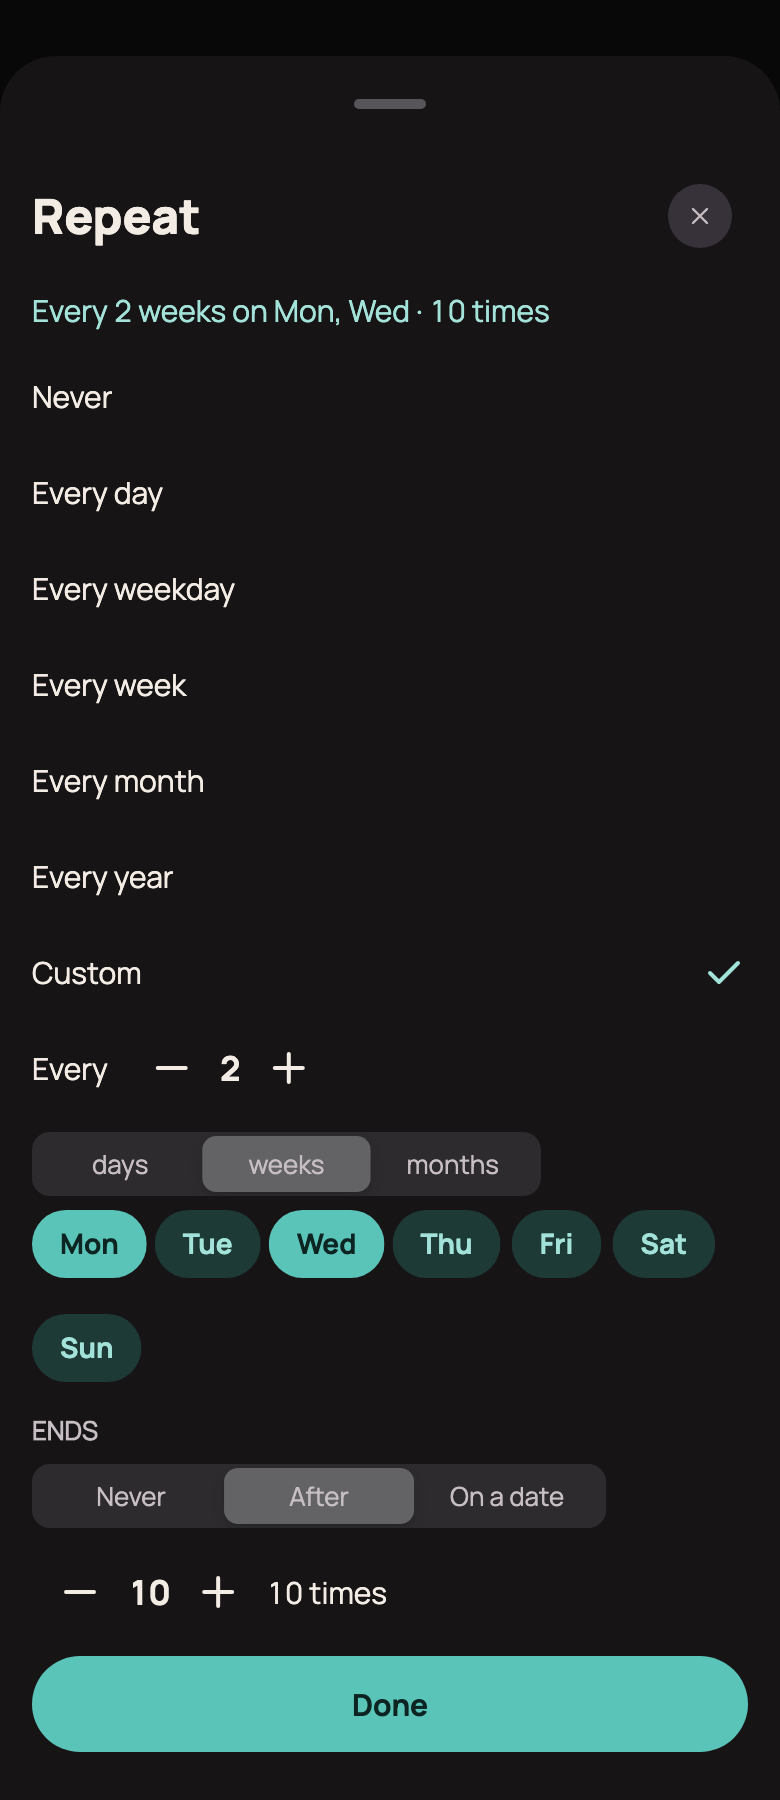 Repeat
Every 2 weeks on Mon, Wed · 10 times
Never
Every day
Every weekday
Every week
Every month
Every year
Custom
Every 2
days weeks months
Mon Tue Wed Thu Fri Sat
Sun
ENDS
Never After On a date
10 10 times
Done